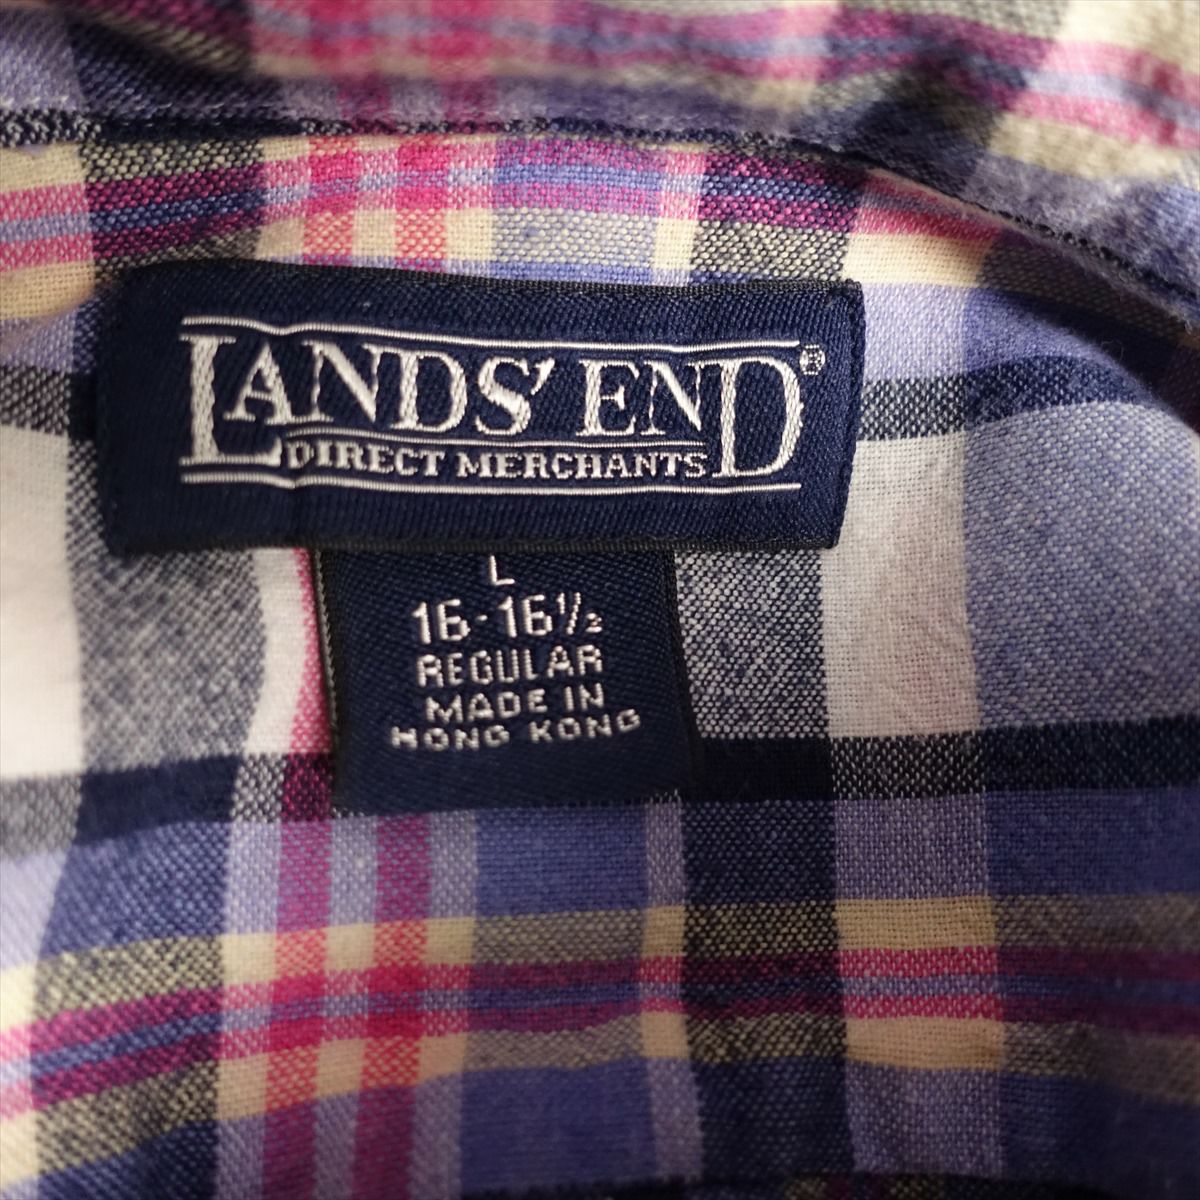 LANDS' END®
DIRECT MERCHANTS
L
16-16½
REGULAR
MADE IN
HONG KONG